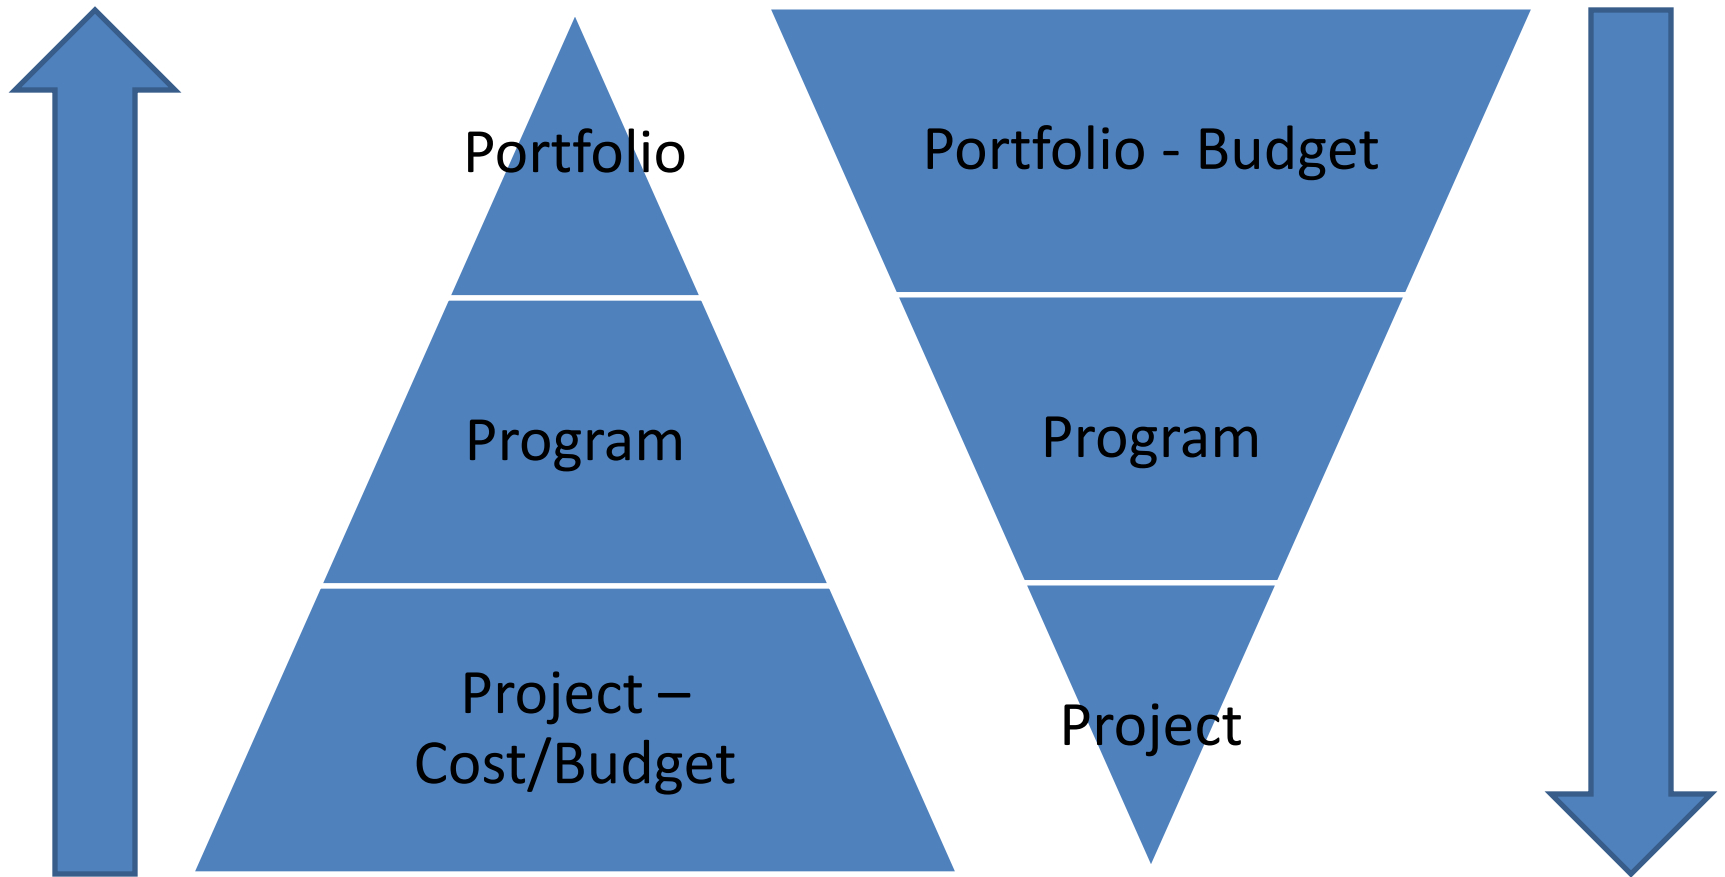 Portfolio
Program
Project –
Cost/Budget
Portfolio - Budget
Program
Project